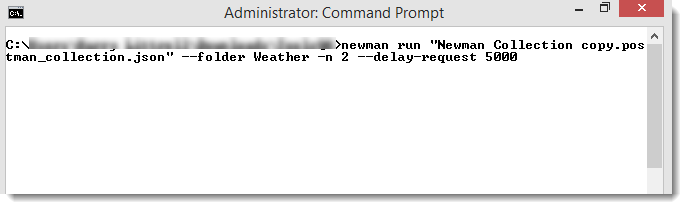 Administrator: Command Prompt
C:\>newman run "Newman Collection copy.pos
tman_collection.json" --folder Weather -n 2 --delay-request 5000